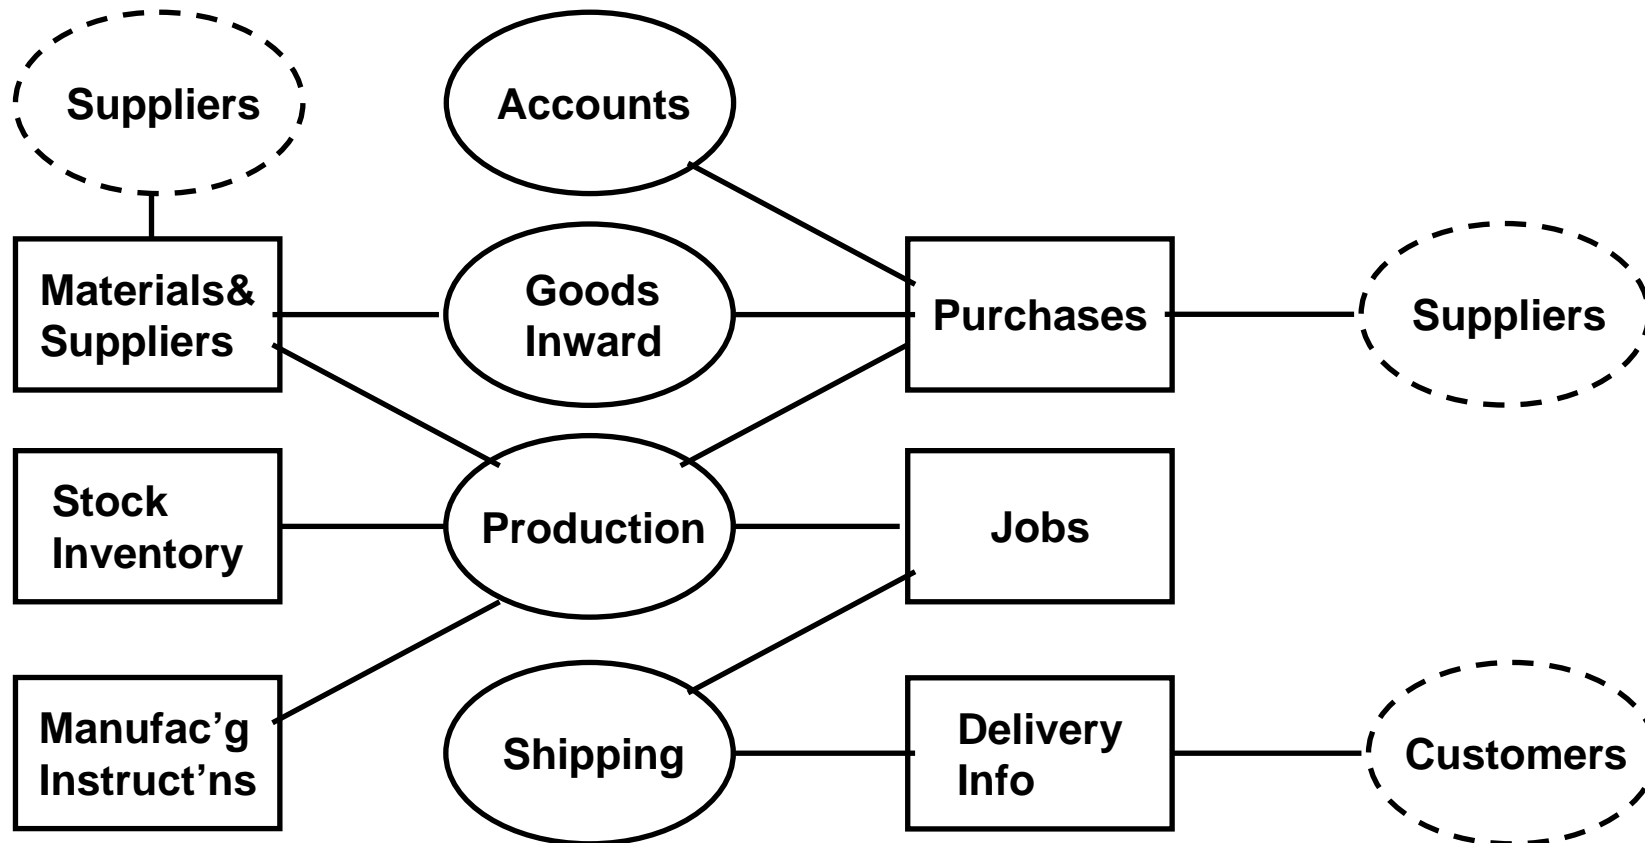 Suppliers
Accounts
Materials&
Suppliers
Goods
Inward
Purchases
Suppliers
Stock
Inventory
Production
Jobs
Manufac’g
Instruct’ns
Shipping
Delivery
Info
Customers